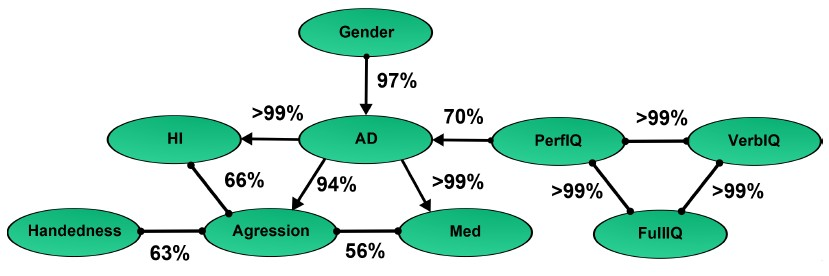 Gender
97%
>99%
70%
>99%
HI
AD
PerfIQ
VerbIQ
66%
94%
>99%
>99%
>99%
Handedness
Agression
Med
FullIQ
63%
56%